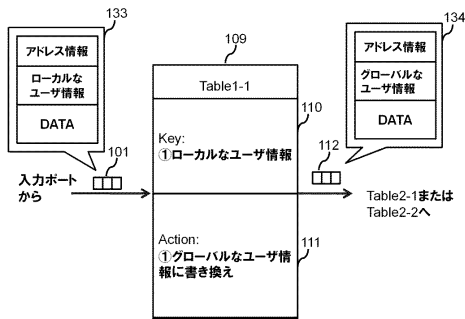 133
アドレス情報
ローカルな
ユーザ情報
DATA
101
入力ポート
から
109
Table1-1
110
Key:
①ローカルなユーザ情報
Action:
①グローバルなユーザ情
報に書き換え
111
134
アドレス情報
グローバルな
ユーザ情報
DATA
112
Table2-1または
Table2-2へ